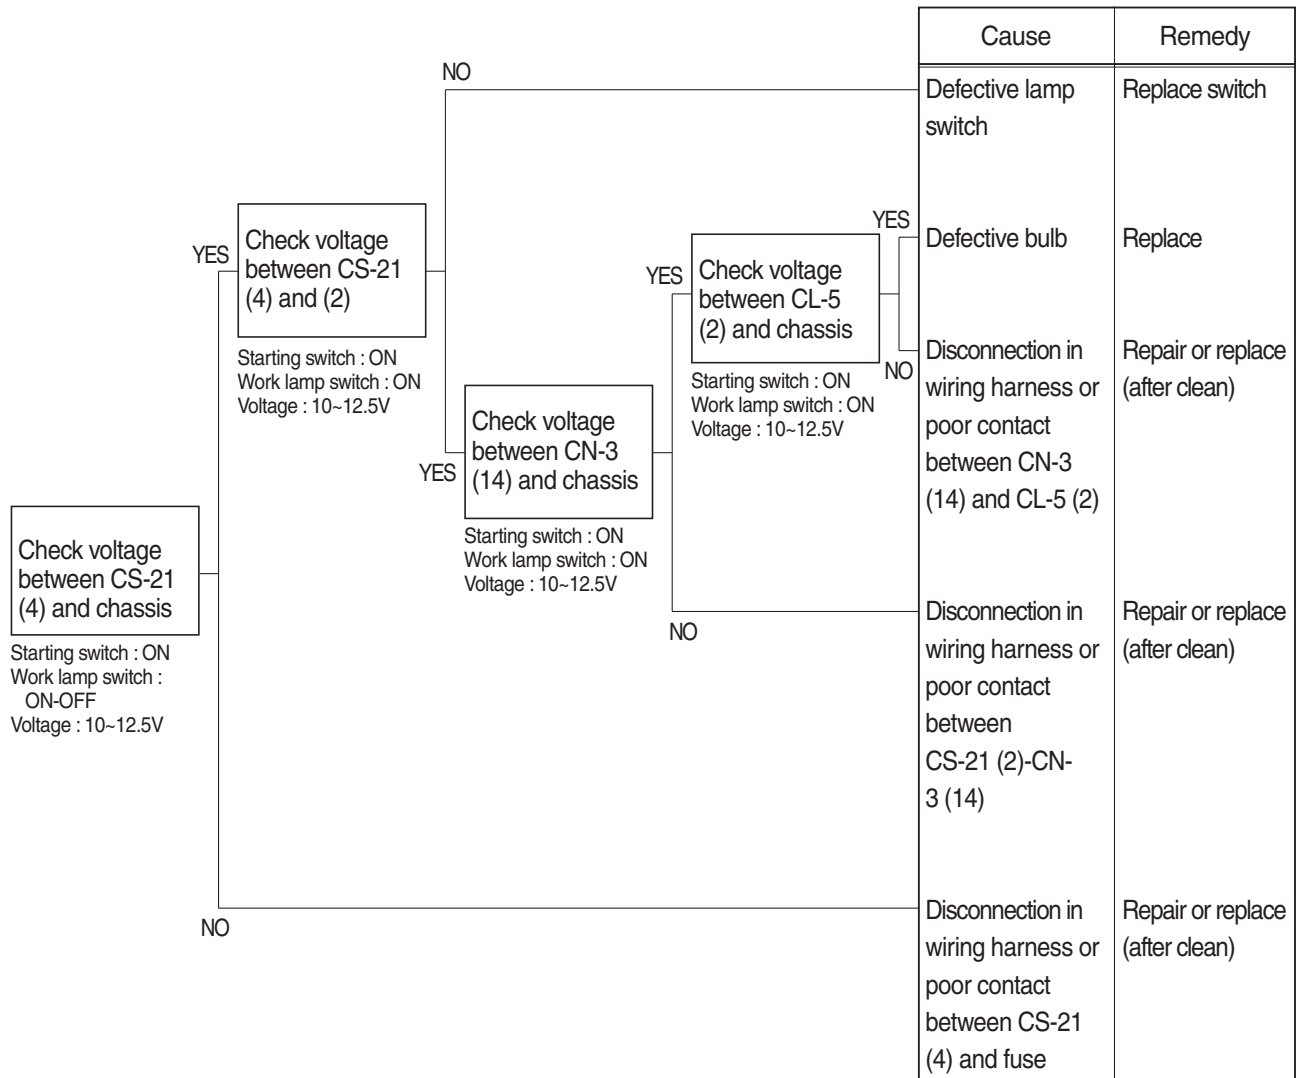 Cause
Remedy
NO
Defective lamp
switch
Replace switch
YES
Check voltage
between CS-21
(4) and (2)
Starting switch : ON
Work lamp switch : ON
Voltage : 10~12.5V
YES
Defective bulb
Replace
YES
Check voltage
between CL-5
(2) and chassis
Starting switch : ON
Work lamp switch : ON
Voltage : 10~12.5V
NO
Disconnection in
wiring harness or
poor contact
between CN-3
(14) and CL-5 (2)
Repair or replace
(after clean)
YES
Check voltage
between CN-3
(14) and chassis
Starting switch : ON
Work lamp switch : ON
Voltage : 10~12.5V
NO
Disconnection in
wiring harness or
poor contact
between
CS-21 (2)-CN-
3 (14)
Repair or replace
(after clean)
Check voltage
between CS-21
(4) and chassis
Starting switch : ON
Work lamp switch :
ON-OFF
Voltage : 10~12.5V
NO
Disconnection in
wiring harness or
poor contact
between CS-21
(4) and fuse
Repair or replace
(after clean)